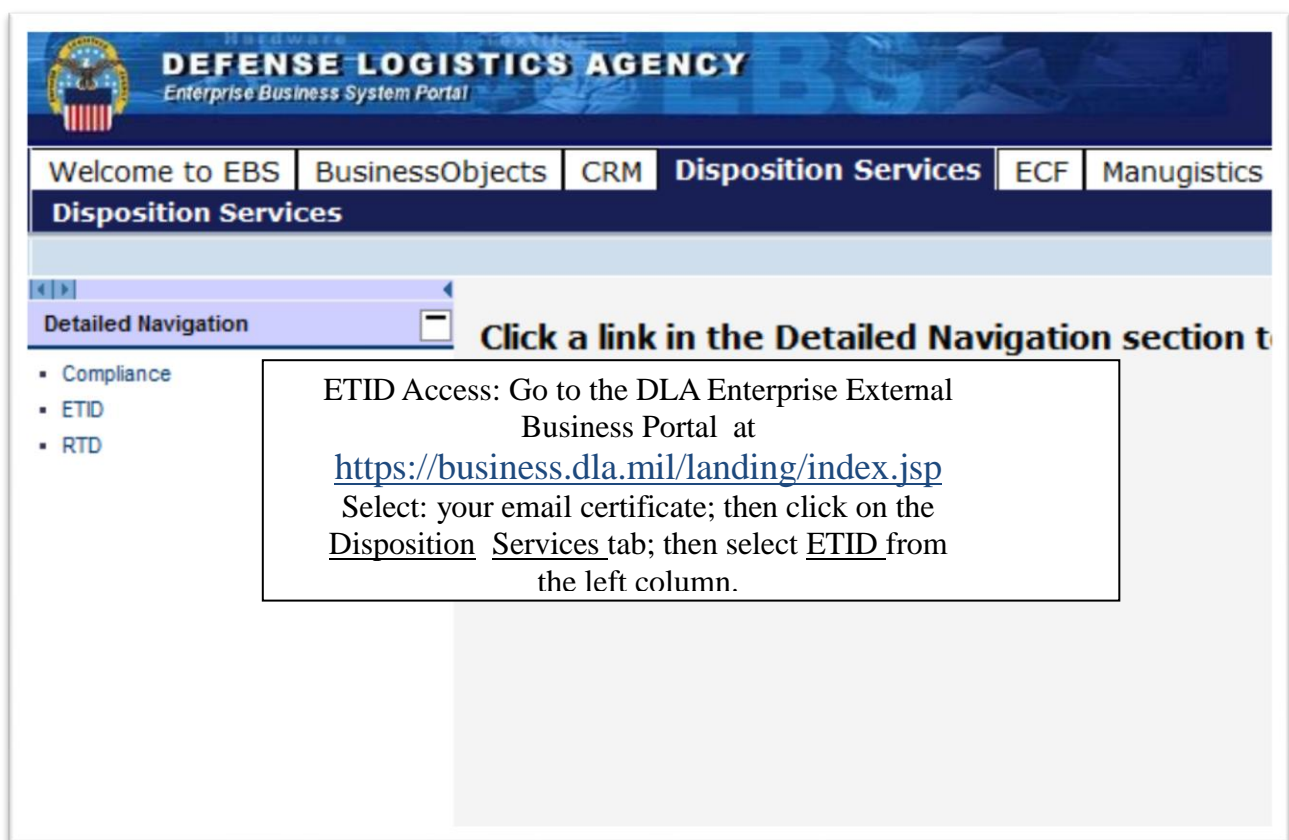 Hardware
DEFENSE LOGISTICS AGENCY
Enterprise Business System Portal
EBS
Welcome to EBS BusinessObjects CRM Disposition Services ECF Manugistics
Disposition Services
Detailed Navigation
Click a link in the Detailed Navigation section t
Compliance
ETID
RTD
ETID Access: Go to the DLA Enterprise External
Business Portal at
https://business.dla.mil/landing/index.jsp
Select: your email certificate; then click on the
Disposition Services tab; then select ETID from
the left column.